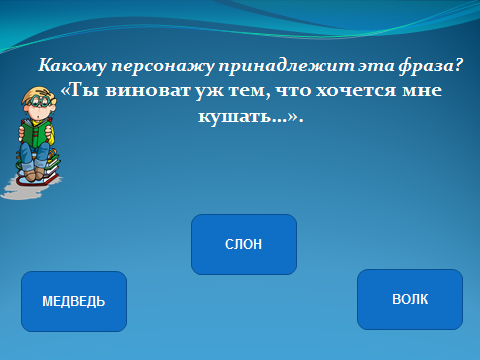 Какому персонажу принадлежит эта фраза?
«Ты виноват уж тем, что хочется мне
кушать…».
СЛОН
МЕДВЕДЬ
ВОЛК